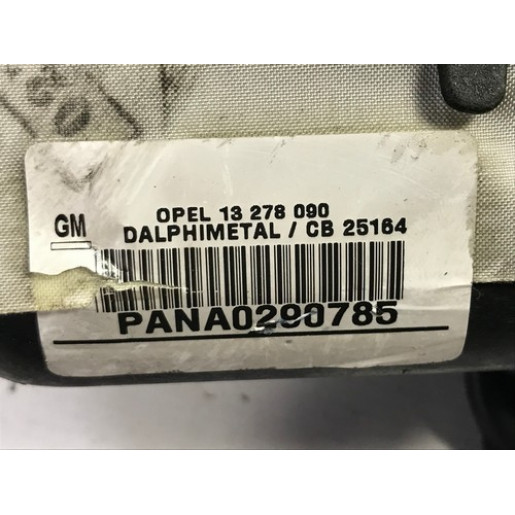 OPEL 13 278 090
GM DALPHIMETAL / CB 25164
PANA0290785